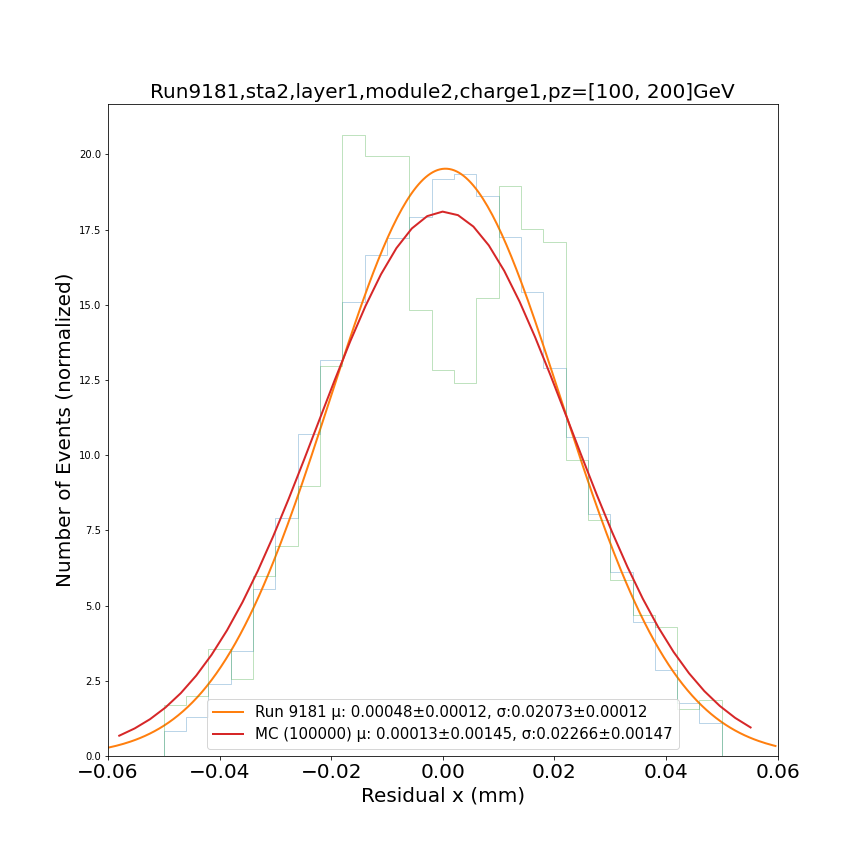 Run9181,sta2,layer1,module2,charge1,pz=[100, 200]GeV
Number of Events (normalized)
20.0
17.5
15.0
12.5
10.0
7.5
5.0
2.5
0.0
Run 9181 μ: 0.00048±0.00012, σ:0.02073±0.00012
MC (100000) μ: 0.00013±0.00145, σ:0.02266±0.00147
−0.06 −0.04 −0.02 0.00 0.02 0.04 0.06
Residual x (mm)